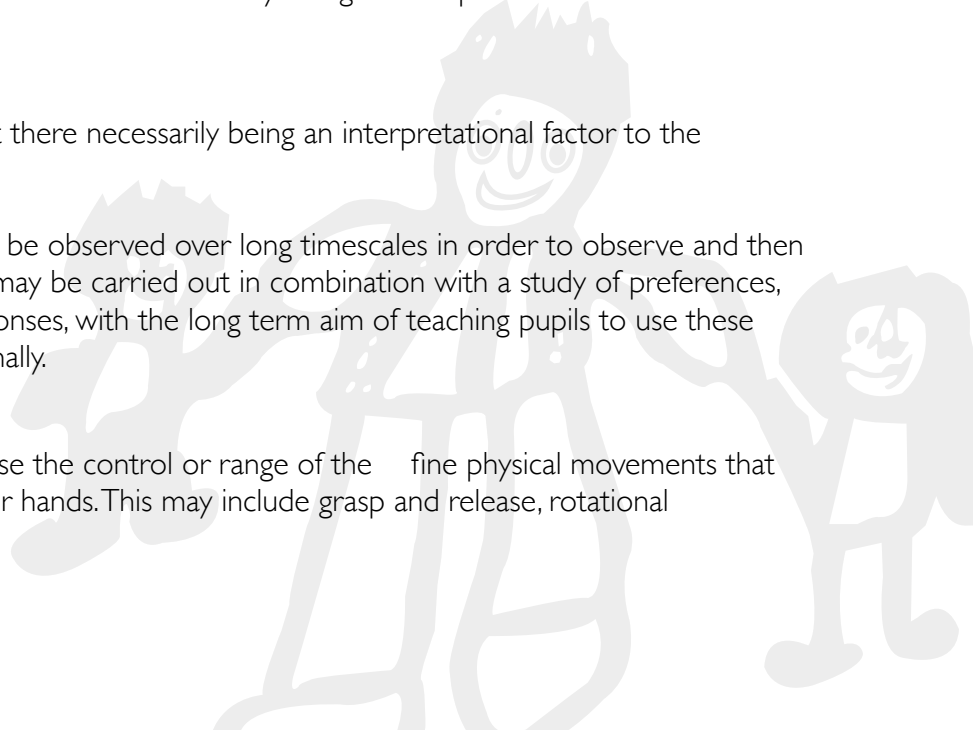 there necessarily being an interpretational factor to the
be observed over long timescales in order to observe and then
may be carried out in combination with a study of preferences,
onses, with the long term aim of teaching pupils to use these
nally.
se the control or range of the fine physical movements that
r hands. This may include grasp and release, rotational